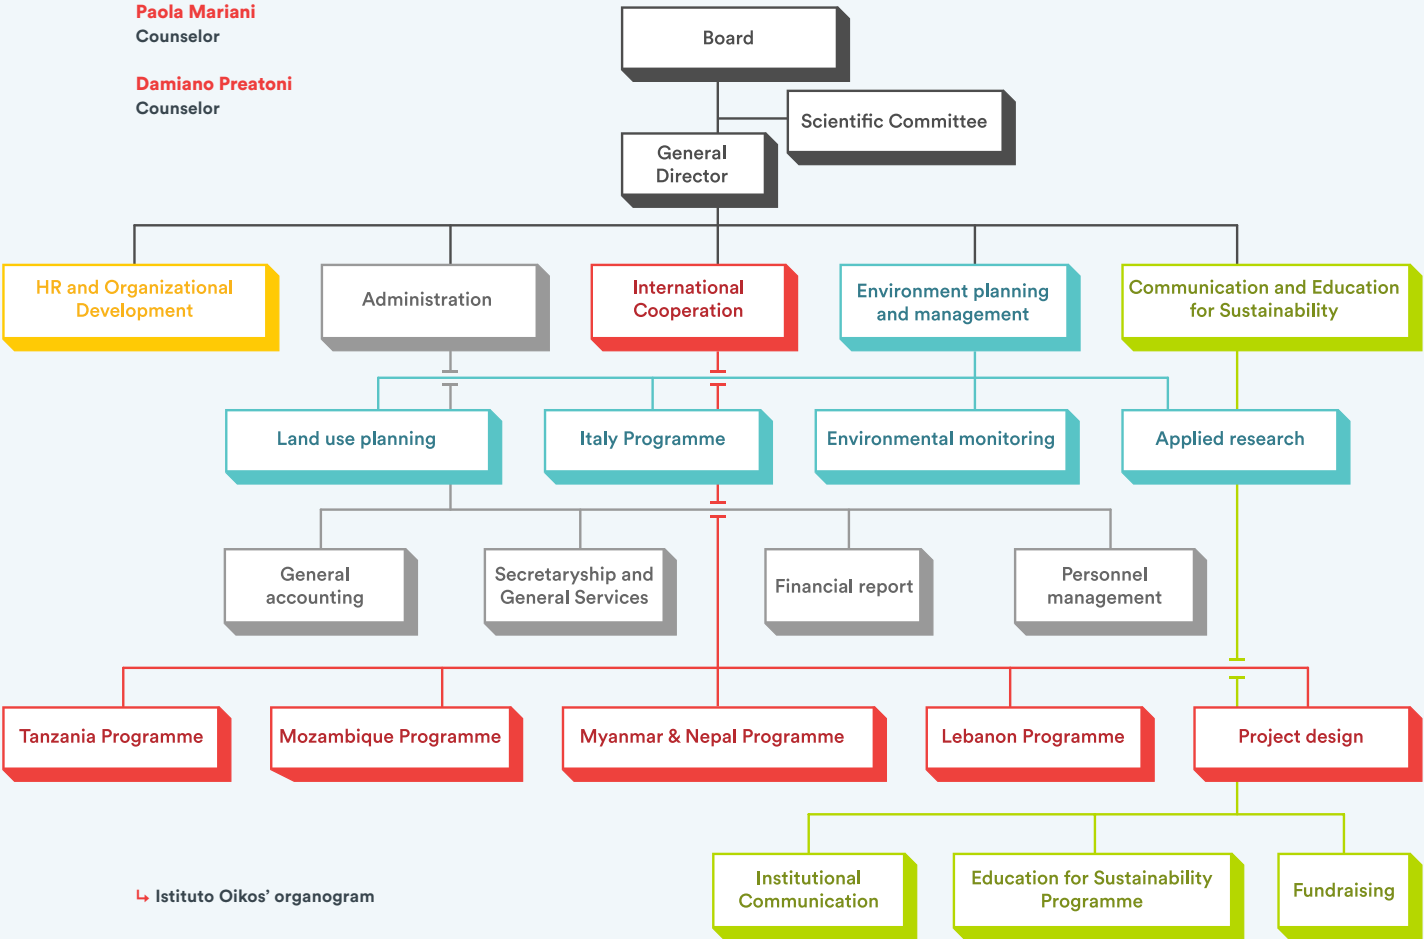 Paola Mariani
Counselor
Damiano Preatoni
Counselor
Board
Scientific Committee
General
Director
HR and Organizational
Development
Administration
International
Cooperation
Environment planning
and management
Communication and Education
for Sustainability
Land use planning
Italy Programme
Environmental monitoring
Applied research
General
accounting
Secretaryship and
General Services
Financial report
Personnel
management
Tanzania Programme
Mozambique Programme
Myanmar & Nepal Programme
Lebanon Programme
Project design
Institutional
Communication
Education for Sustainability
Programme
Fundraising
↳ Istituto Oikos’ organogram